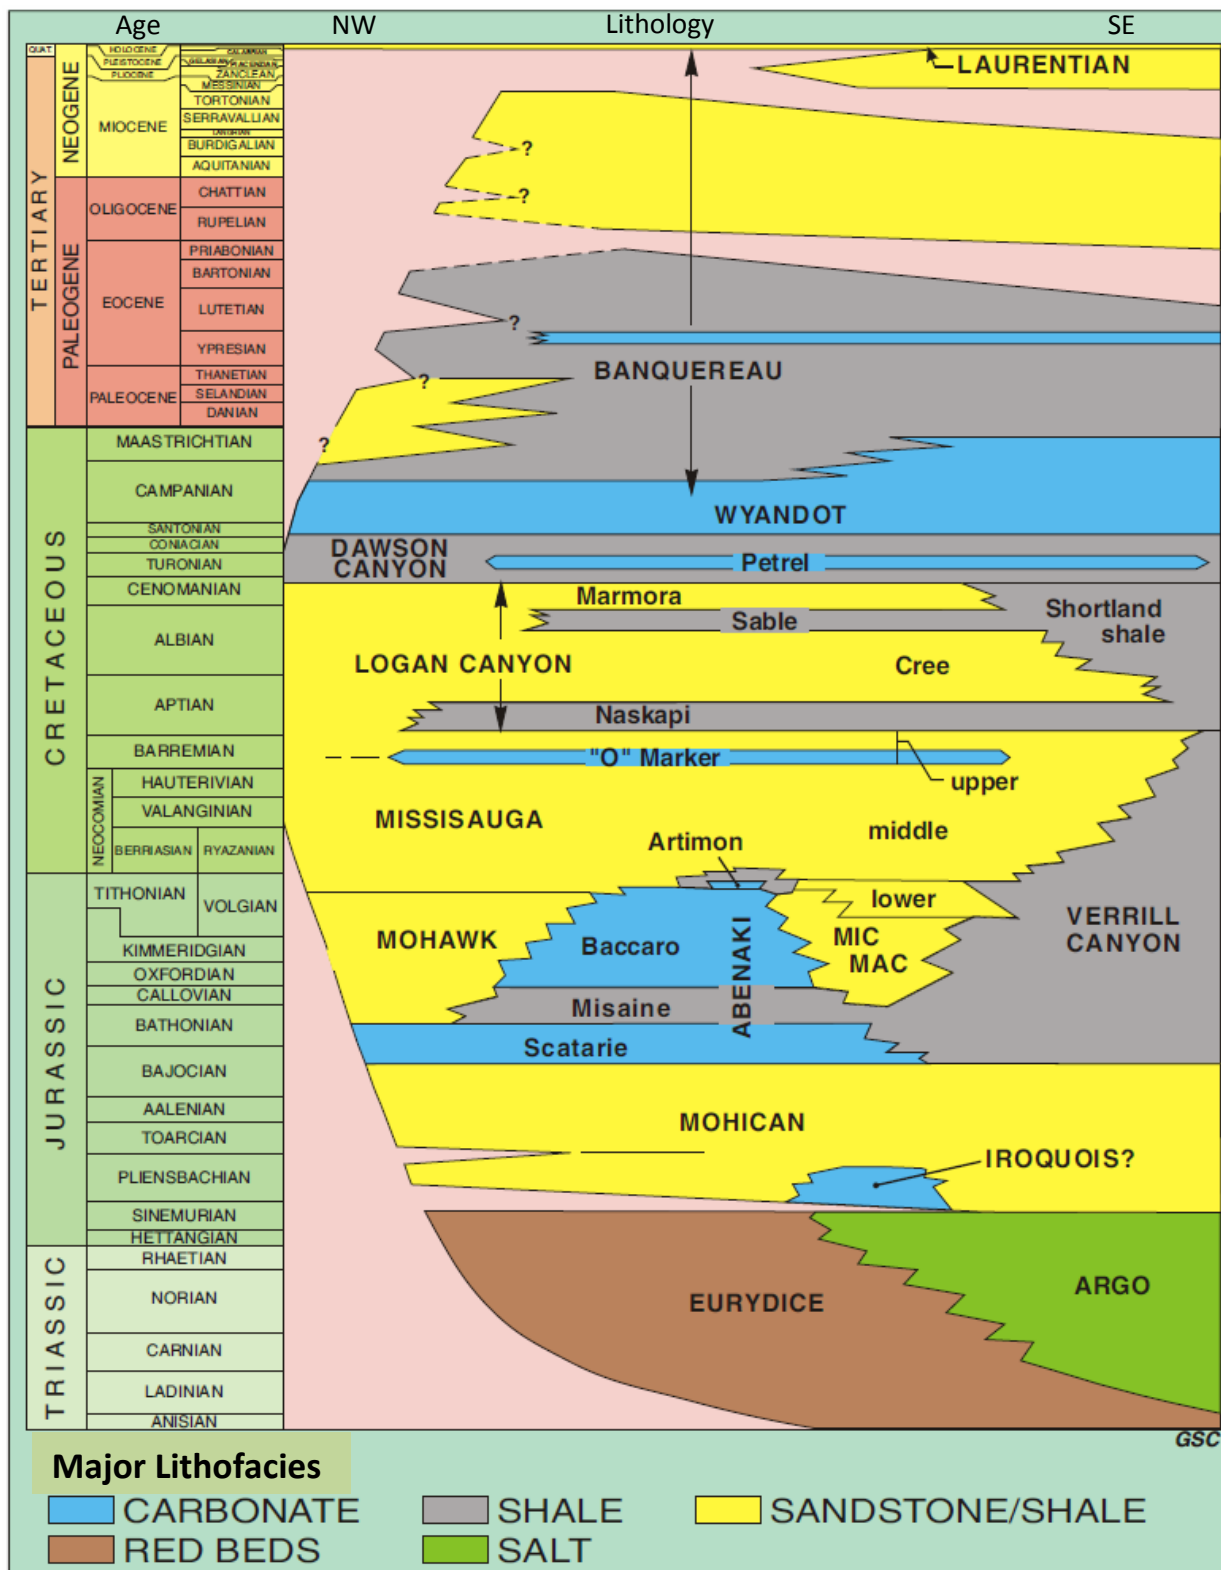 Age NW Lithology SE
QUAT.
HOLOCENE
PLEISTOCENE
PLIOCENE
CALABRIAN
GELASIAN
PIACENZIAN
ZANCLEAN
MESSINIAN
TORTONIAN
SERRAVALLIAN
LANGHIAN
BURDIGALIAN
AQUITANIAN
MIOCENE
NEOGENE
TERTIARY
CHATTIAN
RUPELIAN
OLIGOCENE
PRIABONIAN
BARTONIAN
LUTETIAN
YPRESIAN
EOCENE
THANETIAN
SELANDIAN
DANIAN
PALEOCENE
PALEOGENE
MAASTRICHTIAN
CAMPANIAN
SANTONIAN
CONIACIAN
TURONIAN
CENOMANIAN
ALBIAN
APTIAN
BARREMIAN
HAUTERIVIAN
VALANGINIAN
BERRIASIAN
RYAZANIAN
NEOCOMIAN
CRETACEOUS
TITHONIAN
VOLGIAN
KIMMERIDGIAN
OXFORDIAN
CALLOVIAN
BATHONIAN
BAJOCIAN
AALENIAN
TOARCIAN
PLIENSBACHIAN
SINEMURIAN
HETTANGIAN
JURASSIC
RHAETIAN
NORIAN
CARNIAN
LADINIAN
ANISIAN
TRIASSIC
LAURENTIAN
?
?
?
BANQUEREAU
?
?
WYANDOT
DAWSON
CANYON
Petrel
Marmora
Sable
Shortland
shale
LOGAN CANYON
Cree
Naskapi
"O" Marker
upper
MISSISAUGA
middle
Artimon
lower
MOHAWK
Baccaro
ABENAKI
MIC
MAC
VERRILL
CANYON
Misaine
Scatarie
MOHICAN
IROQUOIS?
EURYDICE
ARGO
GSC
Major Lithofacies
CARBONATE
SHALE
SANDSTONE/SHALE
RED BEDS
SALT